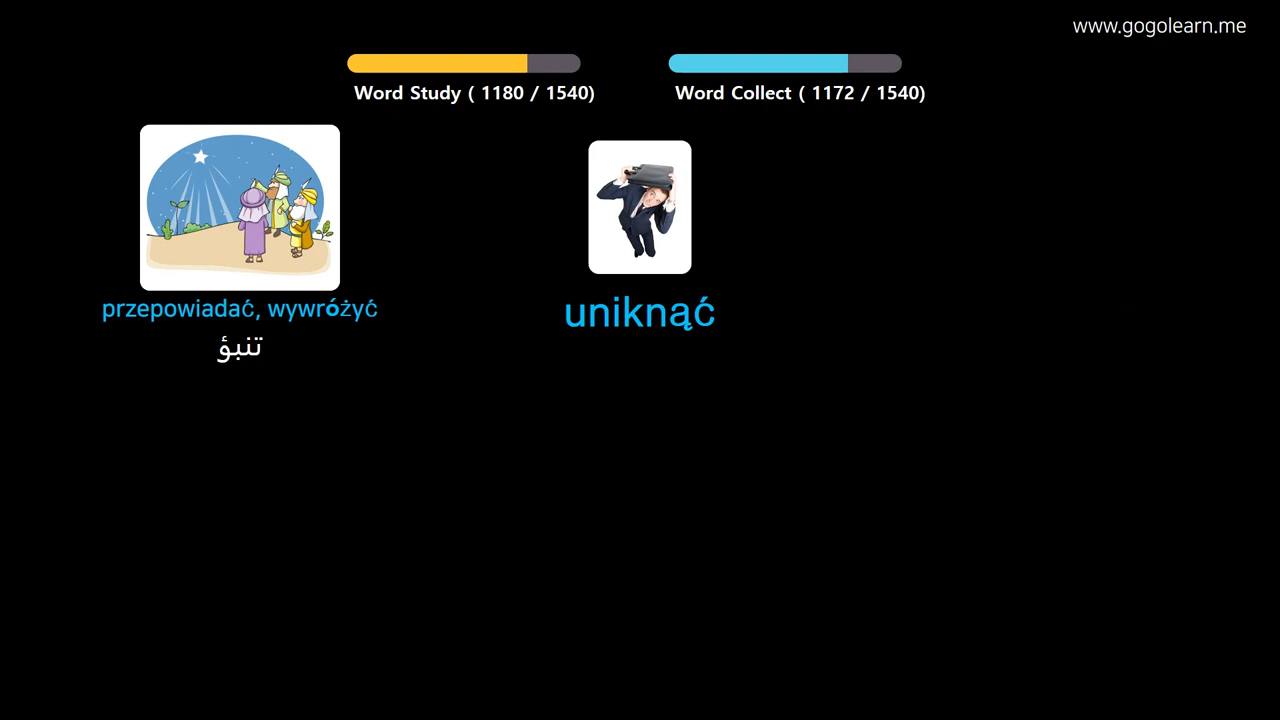 www.gogolearn.me
Word Study ( 1180 / 1540)
Word Collect ( 1172 / 1540)
przepowiadać, wywróżyć
تنبؤ
uniknąć